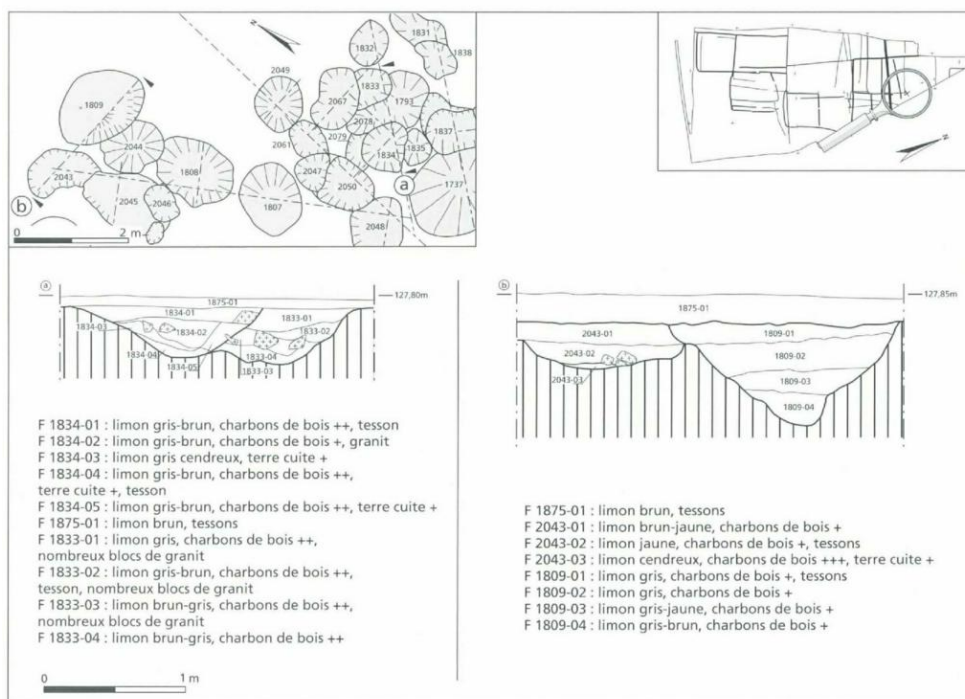 N
1831
1838
1832
2049
1833
1809
2067
1793
2078
1837
2044
2061
2079
1834
1835
2043
1808
2047
2050
a
1737
2045
2046
1807
b
2048
0 2 m
N
a
127,80m
1875-01
1834-01
1833-01
1834-03
1834-02
1833-02
1834-04
1833-04
1834-05
1833-03
b
127,85m
1875-01
2043-01
1809-01
2043-02
1809-02
2043-03
1809-03
1809-04
F 1834-01 : limon gris-brun, charbons de bois ++, tesson
F 1834-02 : limon gris-brun, charbons de bois +, granit
F 1834-03 : limon gris cendreux, terre cuite +
F 1834-04 : limon gris-brun, charbons de bois ++,
terre cuite +, tesson
F 1834-05 : limon gris-brun, charbons de bois ++, terre cuite +
F 1875-01 : limon brun, tessons
F 1833-01 : limon gris, charbons de bois ++,
nombreux blocs de granit
F 1833-02 : limon gris-brun, charbons de bois ++,
tesson, nombreux blocs de granit
F 1833-03 : limon brun-gris, charbons de bois ++,
nombreux blocs de granit
F 1833-04 : limon brun-gris, charbon de bois ++
F 1875-01 : limon brun, tessons
F 2043-01 : limon brun-jaune, charbons de bois +
F 2043-02 : limon jaune, charbons de bois +, tessons
F 2043-03 : limon cendreux, charbons de bois +++, terre cuite +
F 1809-01 : limon gris, charbons de bois +, tessons
F 1809-02 : limon gris, charbons de bois +
F 1809-03 : limon gris-jaune, charbons de bois +
F 1809-04 : limon gris-brun, charbons de bois +
0 1 m